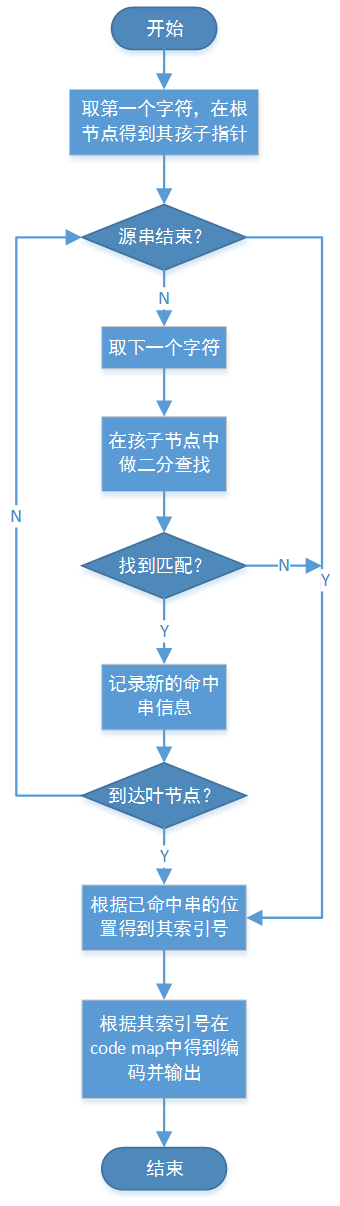 开始
取第一个字符，在根
节点得到其孩子指针
源串结束？
N
取下一个字符
在孩子节点中
做二分查找
N
找到匹配？
N
Y
Y
记录新的命中
串信息
到达叶节点？
Y
根据已命中串的位
置得到其索引号
根据其索引号在
code map中得到编
码并输出
结束